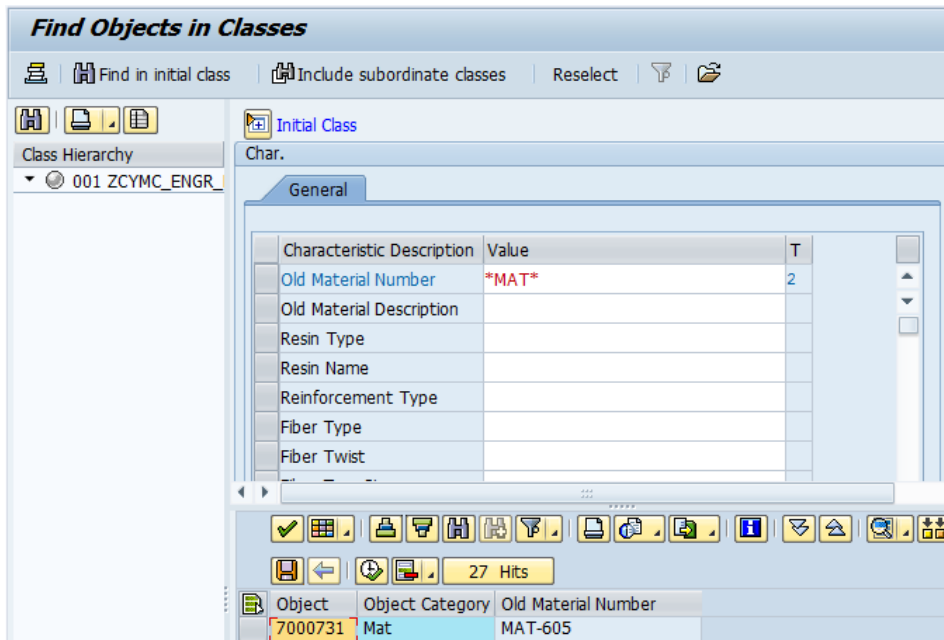 Find Objects in Classes
Find in initial class Include subordinate classes Reselect
Initial Class
Class Hierarchy
001 ZCYMC_ENGR_
Char.
General
Characteristic Description Value T
Old Material Number *MAT* 2
Old Material Description
Resin Type
Resin Name
Reinforcement Type
Fiber Type
Fiber Twist
27 Hits
Object Object Category Old Material Number
7000731 Mat MAT-605